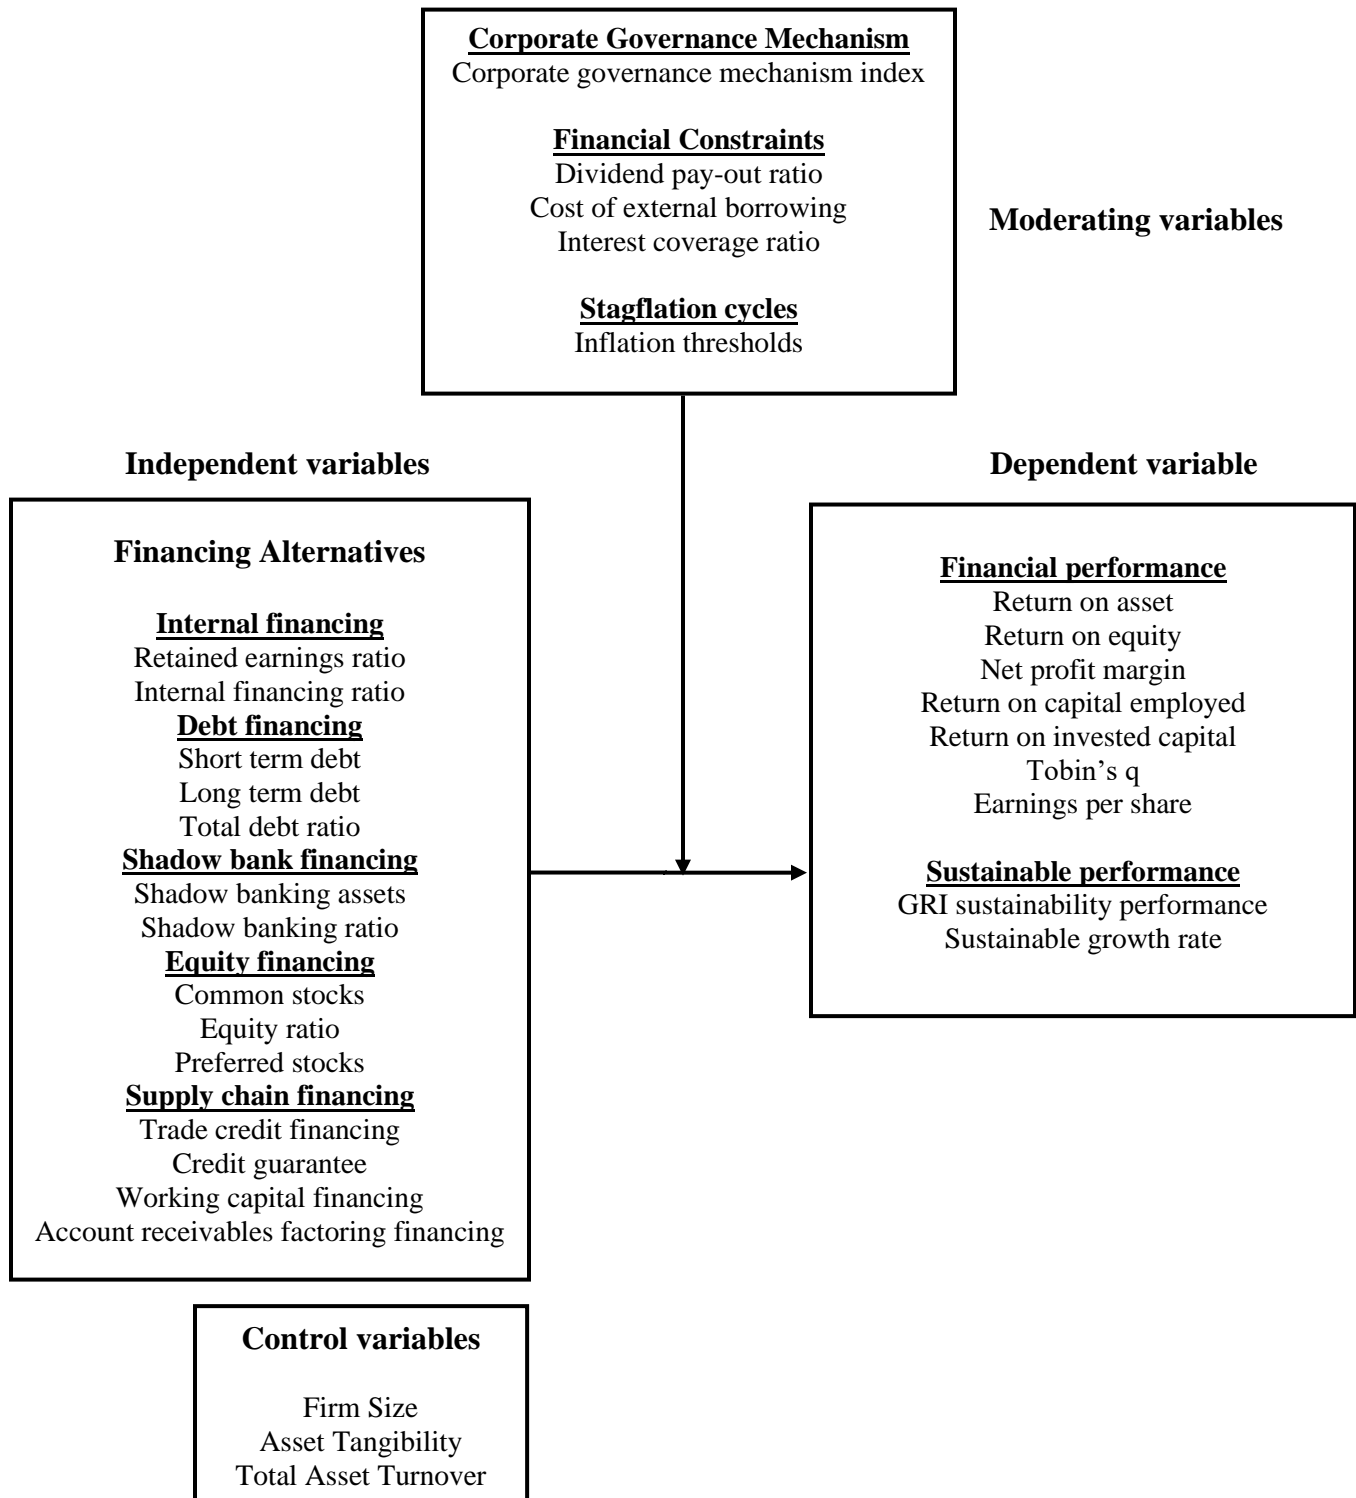 Corporate Governance Mechanism
Corporate governance mechanism index
Financial Constraints
Dividend pay-out ratio
Cost of external borrowing
Interest coverage ratio
Stagflation cycles
Inflation thresholds
Moderating variables
Independent variables
Financing Alternatives
Internal financing
Retained earnings ratio
Internal financing ratio
Debt financing
Short term debt
Long term debt
Total debt ratio
Shadow bank financing
Shadow banking assets
Shadow banking ratio
Equity financing
Common stocks
Equity ratio
Preferred stocks
Supply chain financing
Trade credit financing
Credit guarantee
Working capital financing
Account receivables factoring financing
Dependent variable
Financial performance
Return on asset
Return on equity
Net profit margin
Return on capital employed
Return on invested capital
Tobin’s q
Earnings per share
Sustainable performance
GRI sustainability performance
Sustainable growth rate
Control variables
Firm Size
Asset Tangibility
Total Asset Turnover